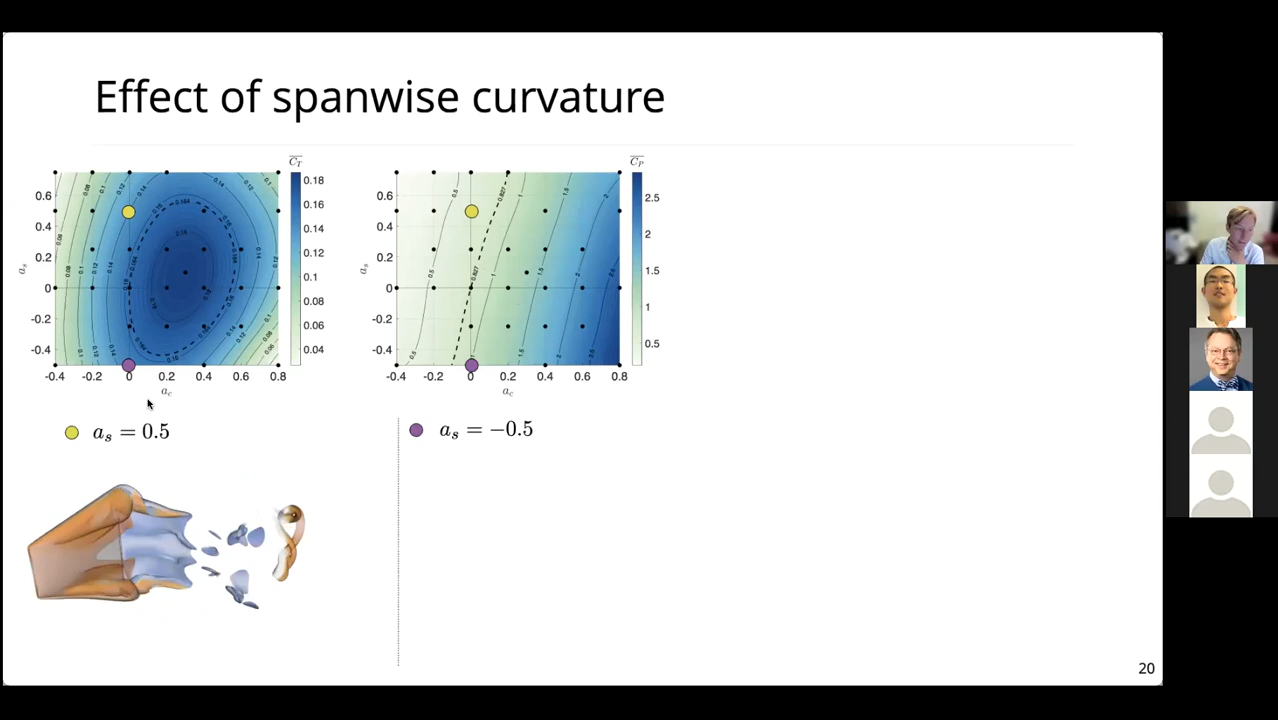 Effect of spanwise curvature
C_T
C_P
0.6
0.4
0.2
0
-0.2
-0.4
a_s
-0.4 -0.2 0 0.2 0.4 0.6 0.8
a_c
0.18
0.16
0.14
0.12
0.1
0.08
0.06
0.04
0.6
0.4
0.2
0
-0.2
-0.4
a_s
-0.4 -0.2 0 0.2 0.4 0.6 0.8
a_c
2.5
2
1.5
1
0.5
a_s = 0.5
a_s = −0.5
20